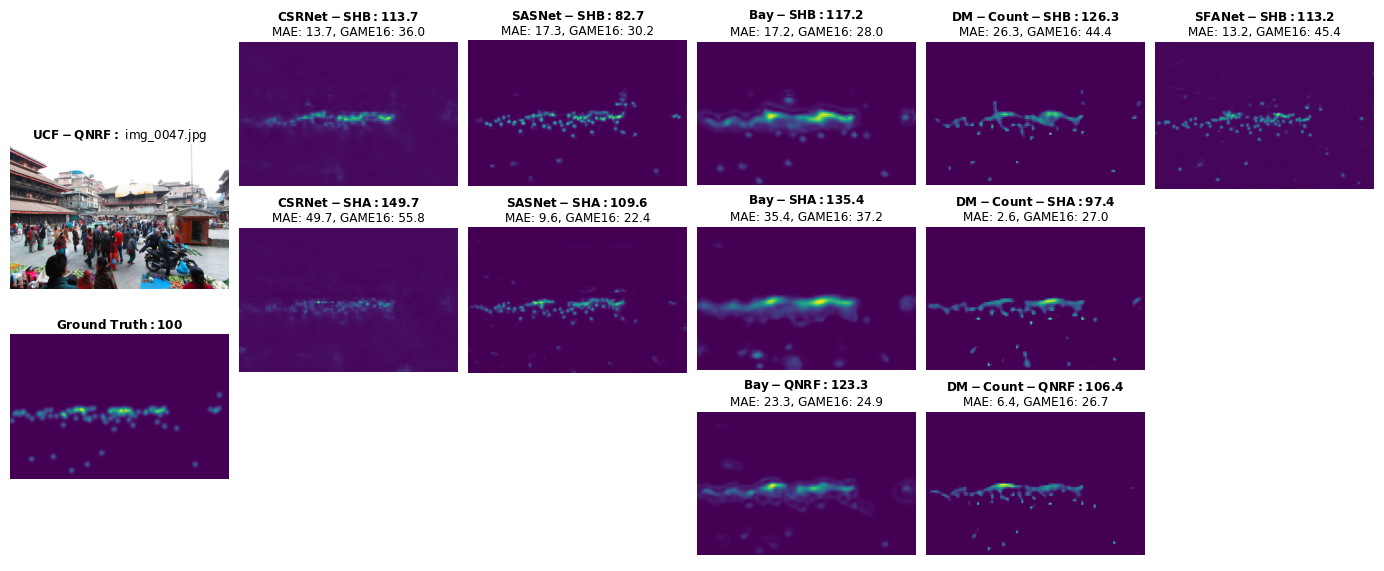 CSRNet−SHB: 113.7
MAE: 13.7, GAME16: 36.0
SASNet−SHB: 82.7
MAE: 17.3, GAME16: 30.2
Bay−SHB: 117.2
MAE: 17.2, GAME16: 28.0
DM−Count−SHB: 126.3
MAE: 26.3, GAME16: 44.4
SFANet−SHB: 113.2
MAE: 13.2, GAME16: 45.4
UCF−QNRF: img_0047.jpg
CSRNet−SHA: 149.7
MAE: 49.7, GAME16: 55.8
SASNet−SHA: 109.6
MAE: 9.6, GAME16: 22.4
Bay−SHA: 135.4
MAE: 35.4, GAME16: 37.2
DM−Count−SHA: 97.4
MAE: 2.6, GAME16: 27.0
Ground Truth: 100
Bay−QNRF: 123.3
MAE: 23.3, GAME16: 24.9
DM−Count−QNRF: 106.4
MAE: 6.4, GAME16: 26.7